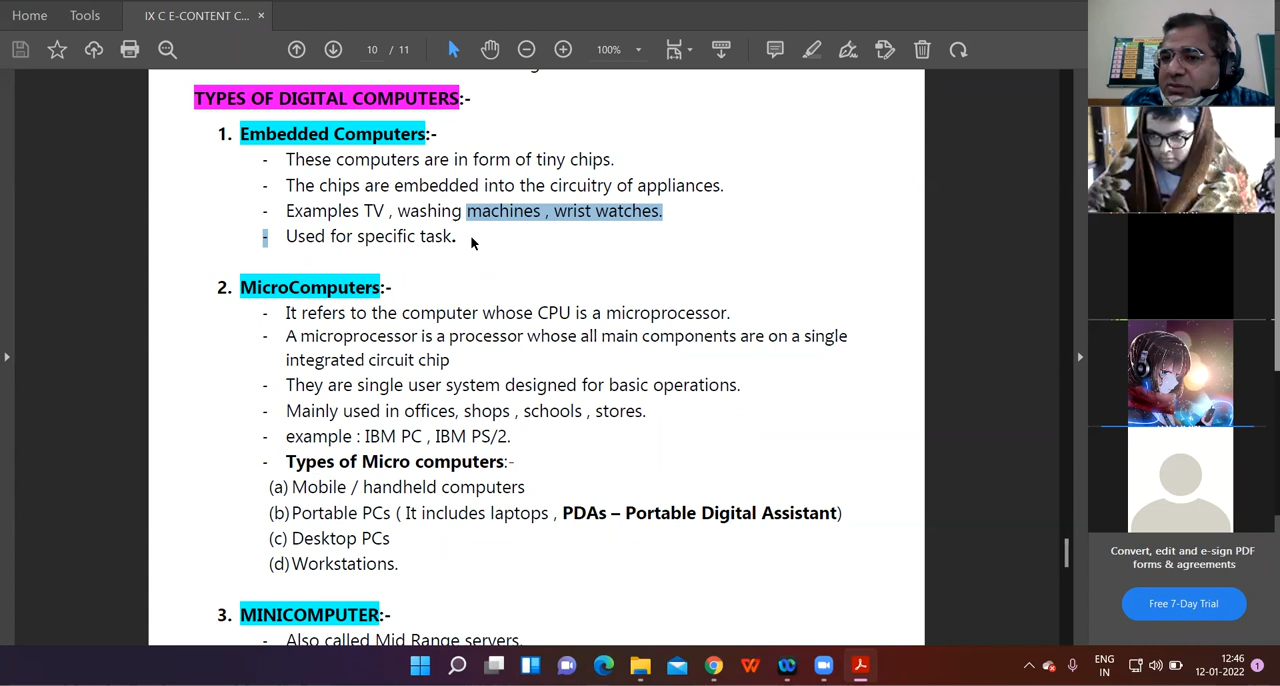 Home Tools IX C E-CONTENT C... ×
10 / 11 100%
TYPES OF DIGITAL COMPUTERS:-
1. Embedded Computers:-
- These computers are in form of tiny chips.
- The chips are embedded into the circuitry of appliances.
- Examples TV , washing machines , wrist watches.
- Used for specific task.
2. MicroComputers:-
- It refers to the computer whose CPU is a microprocessor.
- A microprocessor is a processor whose all main components are on a single
integrated circuit chip
- They are single user system designed for basic operations.
- Mainly used in offices, shops , schools , stores.
- example : IBM PC , IBM PS/2.
- Types of Micro computers:-
(a) Mobile / handheld computers
(b) Portable PCs ( It includes laptops , PDAs – Portable Digital Assistant)
(c) Desktop PCs
(d) Workstations.
3. MINICOMPUTER:-
- Also called Mid Range servers.
Convert, edit and e-sign PDF
forms & agreements
Free 7-Day Trial
ENG
IN
12:46
12-01-2022
1